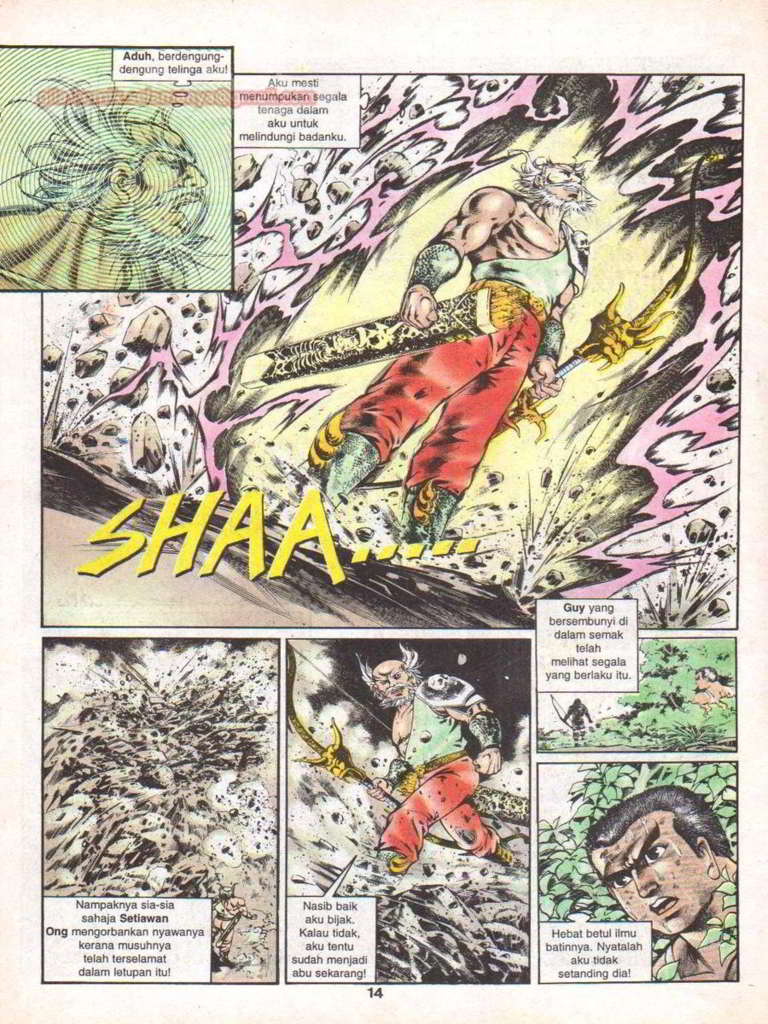 Aduh, berdengung-
dengung telinga aku!
Aku mesti
menumpukan segala
tenaga dalam
aku untuk
melindungi badanku.
SHAA.........
Guy yang
bersembunyi di
dalam semak
telah
melihat segala
yang berlaku itu.
Nampaknya sia-sia
sahaja Setiawan
Ong mengorbankan nyawanya
kerana musuhnya
telah terselamat
dalam letupan itu!
Nasib baik
aku bijak.
Kalau tidak,
aku tentu
sudah menjadi
abu sekarang!
Hebat betul ilmu
batinnya. Nyatalah
aku tidak
setanding dia!
14